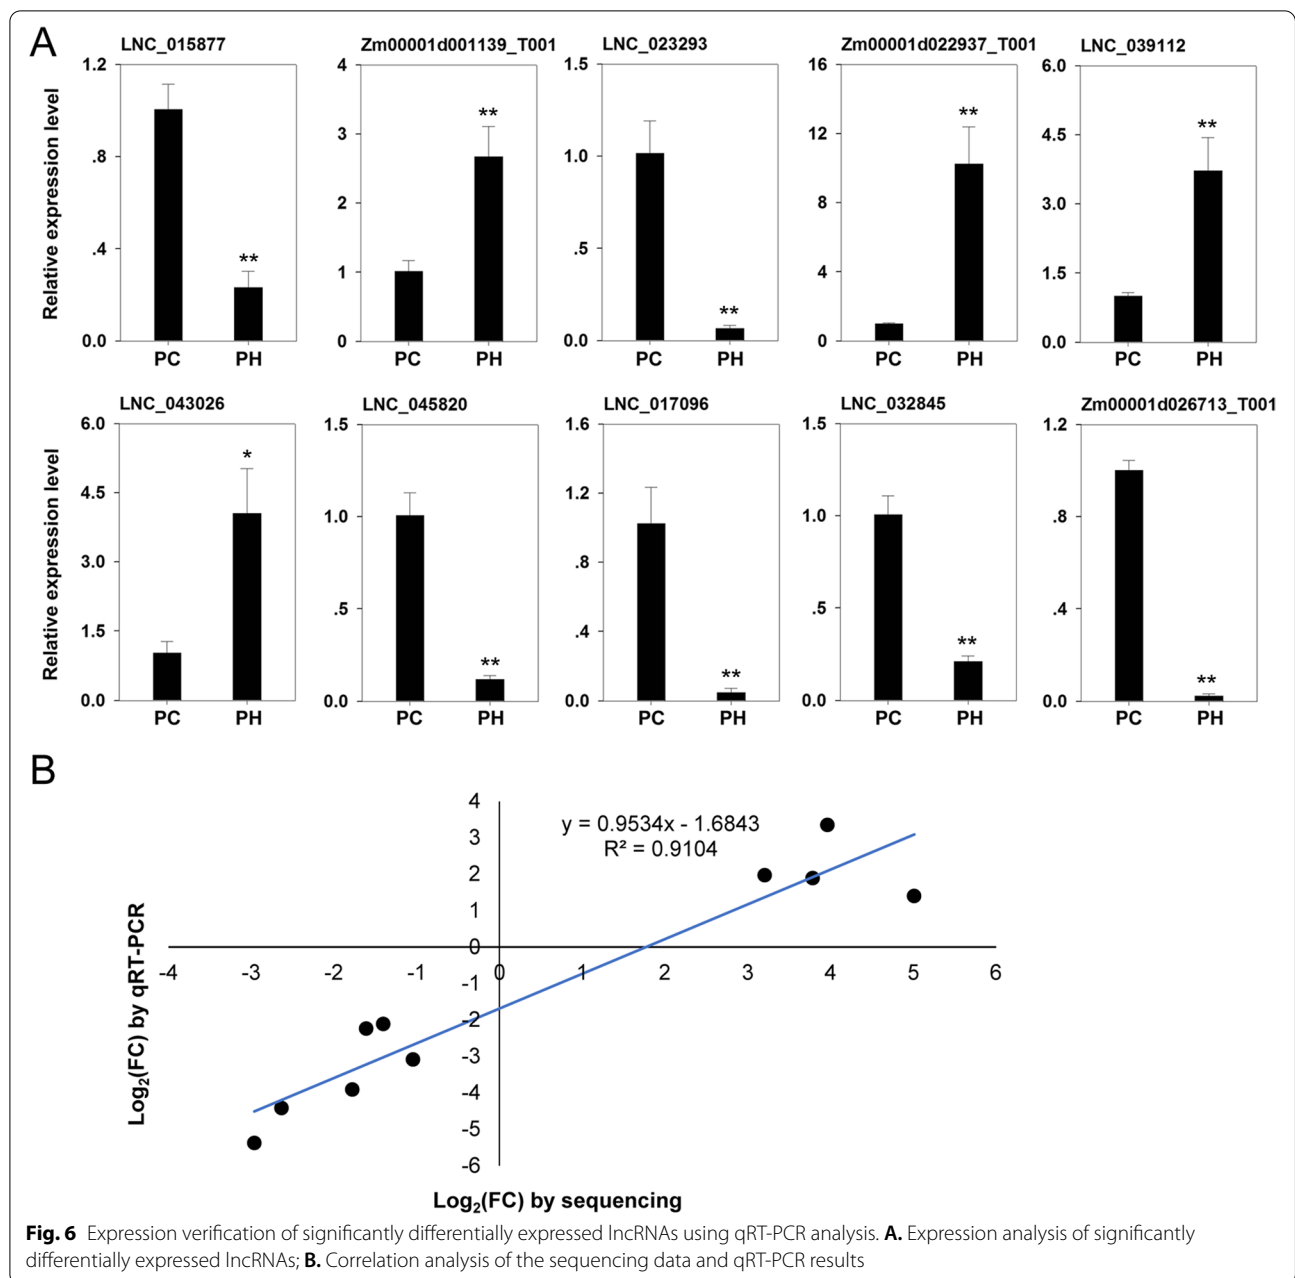 A
LNC_015877
Zm00001d001139_T001
LNC_023293
Zm00001d022937_T001
LNC_039112
Relative expression level
1.2
.8
.4
0.0
**
PC
PH
4
3
2
1
0
**
PC
PH
1.5
1.0
.5
0.0
**
PC
PH
16
12
8
4
0
**
PC
PH
6.0
4.5
3.0
1.5
0.0
**
PC
PH
LNC_043026
LNC_045820
LNC_017096
LNC_032845
Zm00001d026713_T001
Relative expression level
6.0
4.5
3.0
1.5
0.0
*
PC
PH
1.5
1.0
.5
0.0
**
PC
PH
1.6
1.2
.8
.4
0.0
**
PC
PH
1.5
1.0
.5
0.0
**
PC
PH
1.2
.8
.4
0.0
**
PC
PH
B
y = 0.9534x - 1.6843
R² = 0.9104
Log₂(FC) by qRT-PCR
4
3
2
1
0
-1
-2
-3
-4
-5
-6
-4
-3
-2
-1
0
1
2
3
4
5
6
Log₂(FC) by sequencing
Fig. 6 Expression verification of significantly differentially expressed lncRNAs using qRT-PCR analysis. A. Expression analysis of significantly
differentially expressed lncRNAs; B. Correlation analysis of the sequencing data and qRT-PCR results